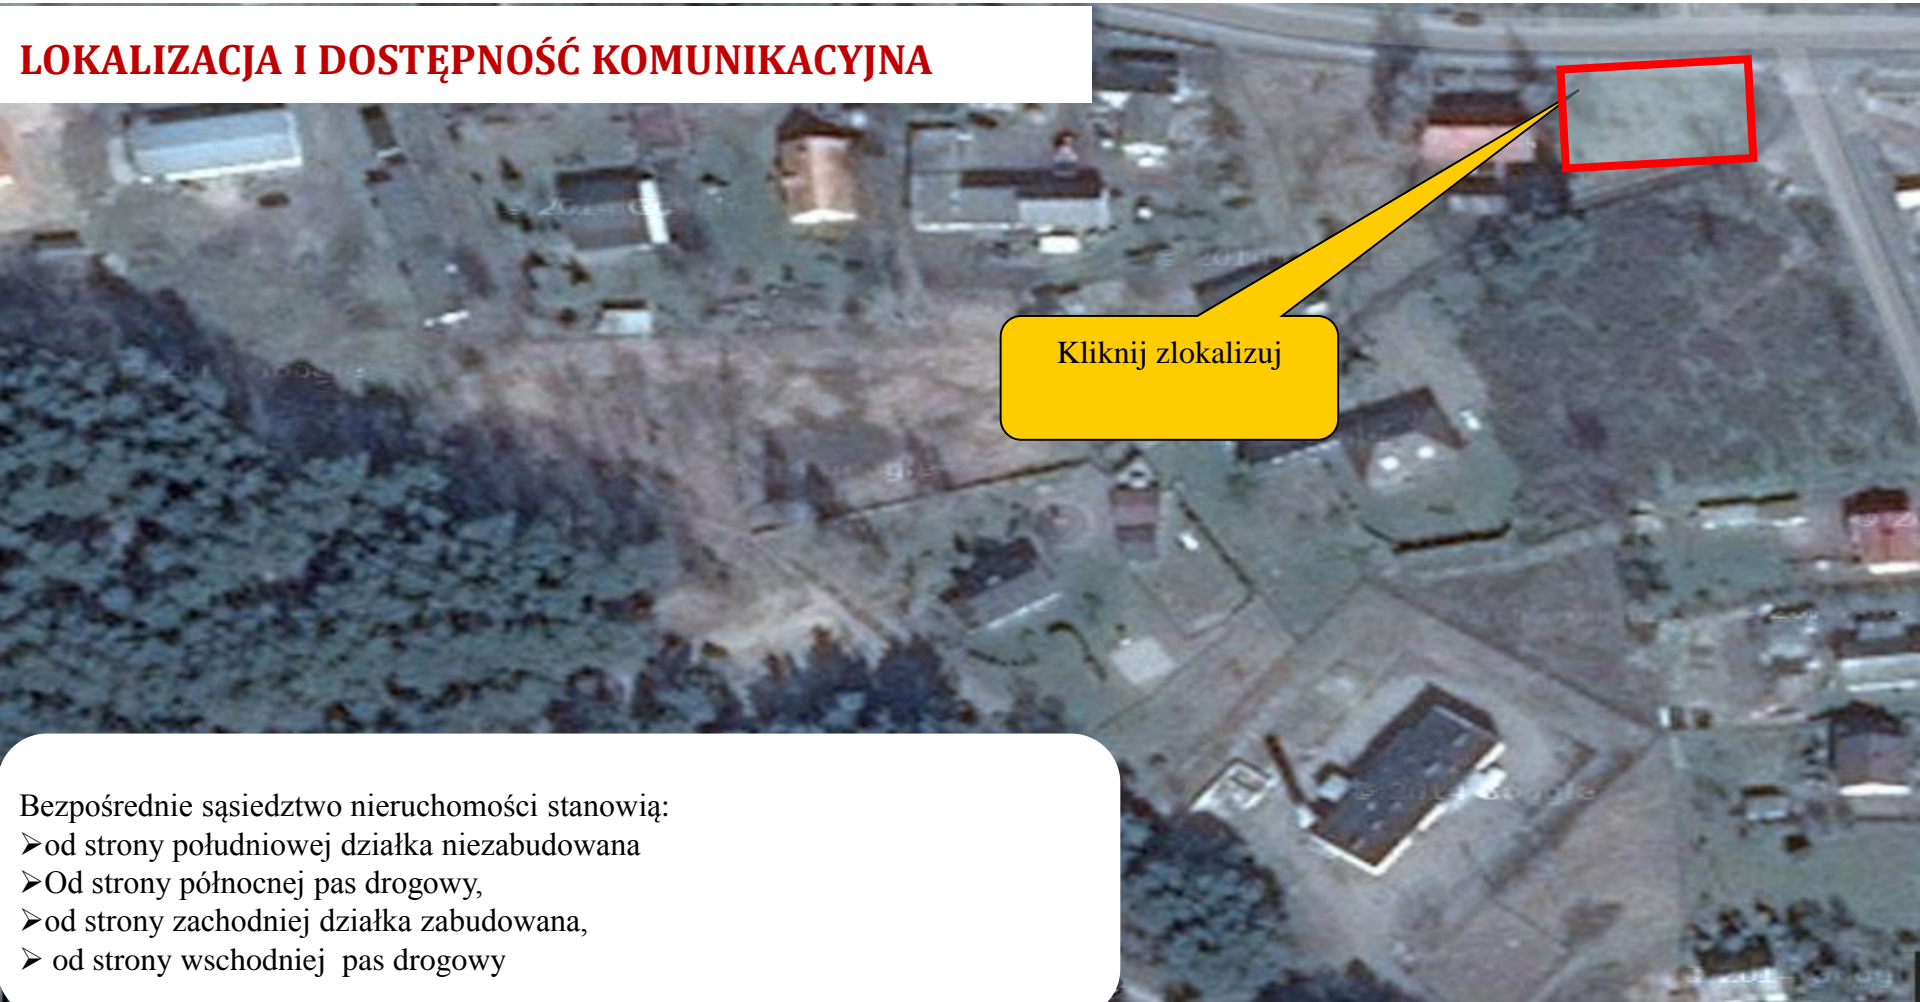 LOKALIZACJA I DOSTĘPNOŚĆ KOMUNIKACYJNA
Kliknij zlokalizuj
Bezpośrednie sąsiedztwo nieruchomości stanowią:
➢od strony południowej działka niezabudowana
➢Od strony północnej pas drogowy,
➢od strony zachodniej działka zabudowana,
➢ od strony wschodniej  pas drogowy